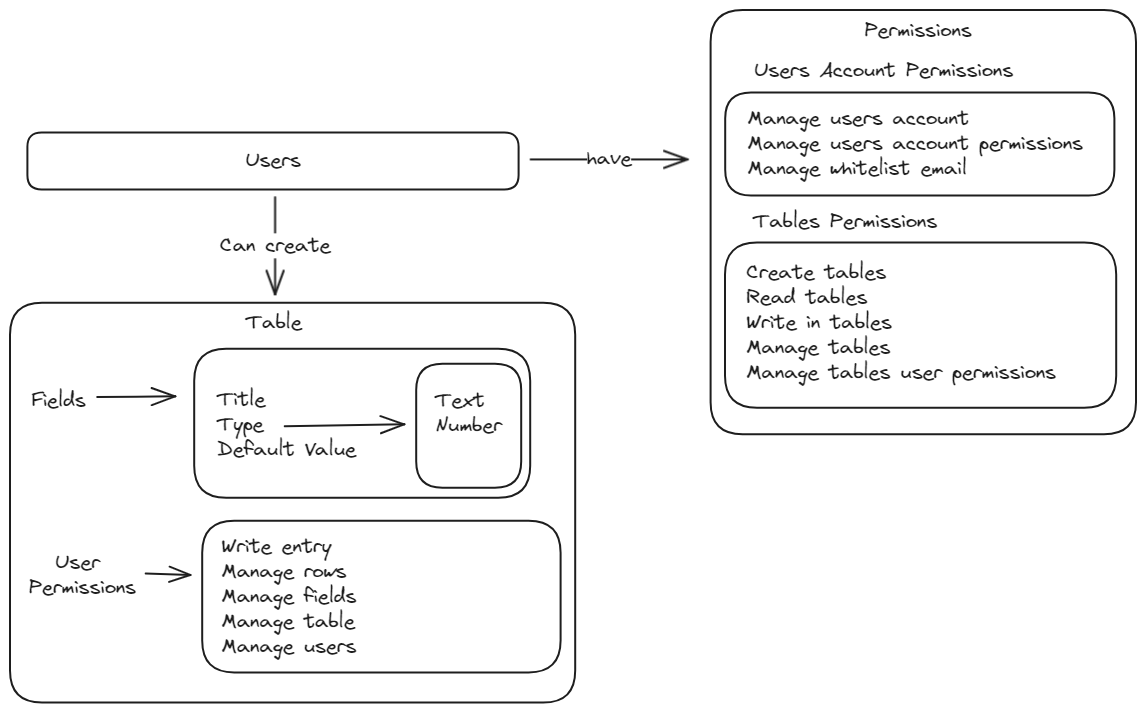 Permissions
Users Account Permissions
Manage users account
Manage users account permissions
Manage whitelist email
Tables Permissions
Create tables
Read tables
Write in tables
Manage tables
Manage tables user permissions
Users
have
Can create
Table
Fields
Title
Type
Default Value
Text
Number
User
Permissions
Write entry
Manage rows
Manage fields
Manage table
Manage users